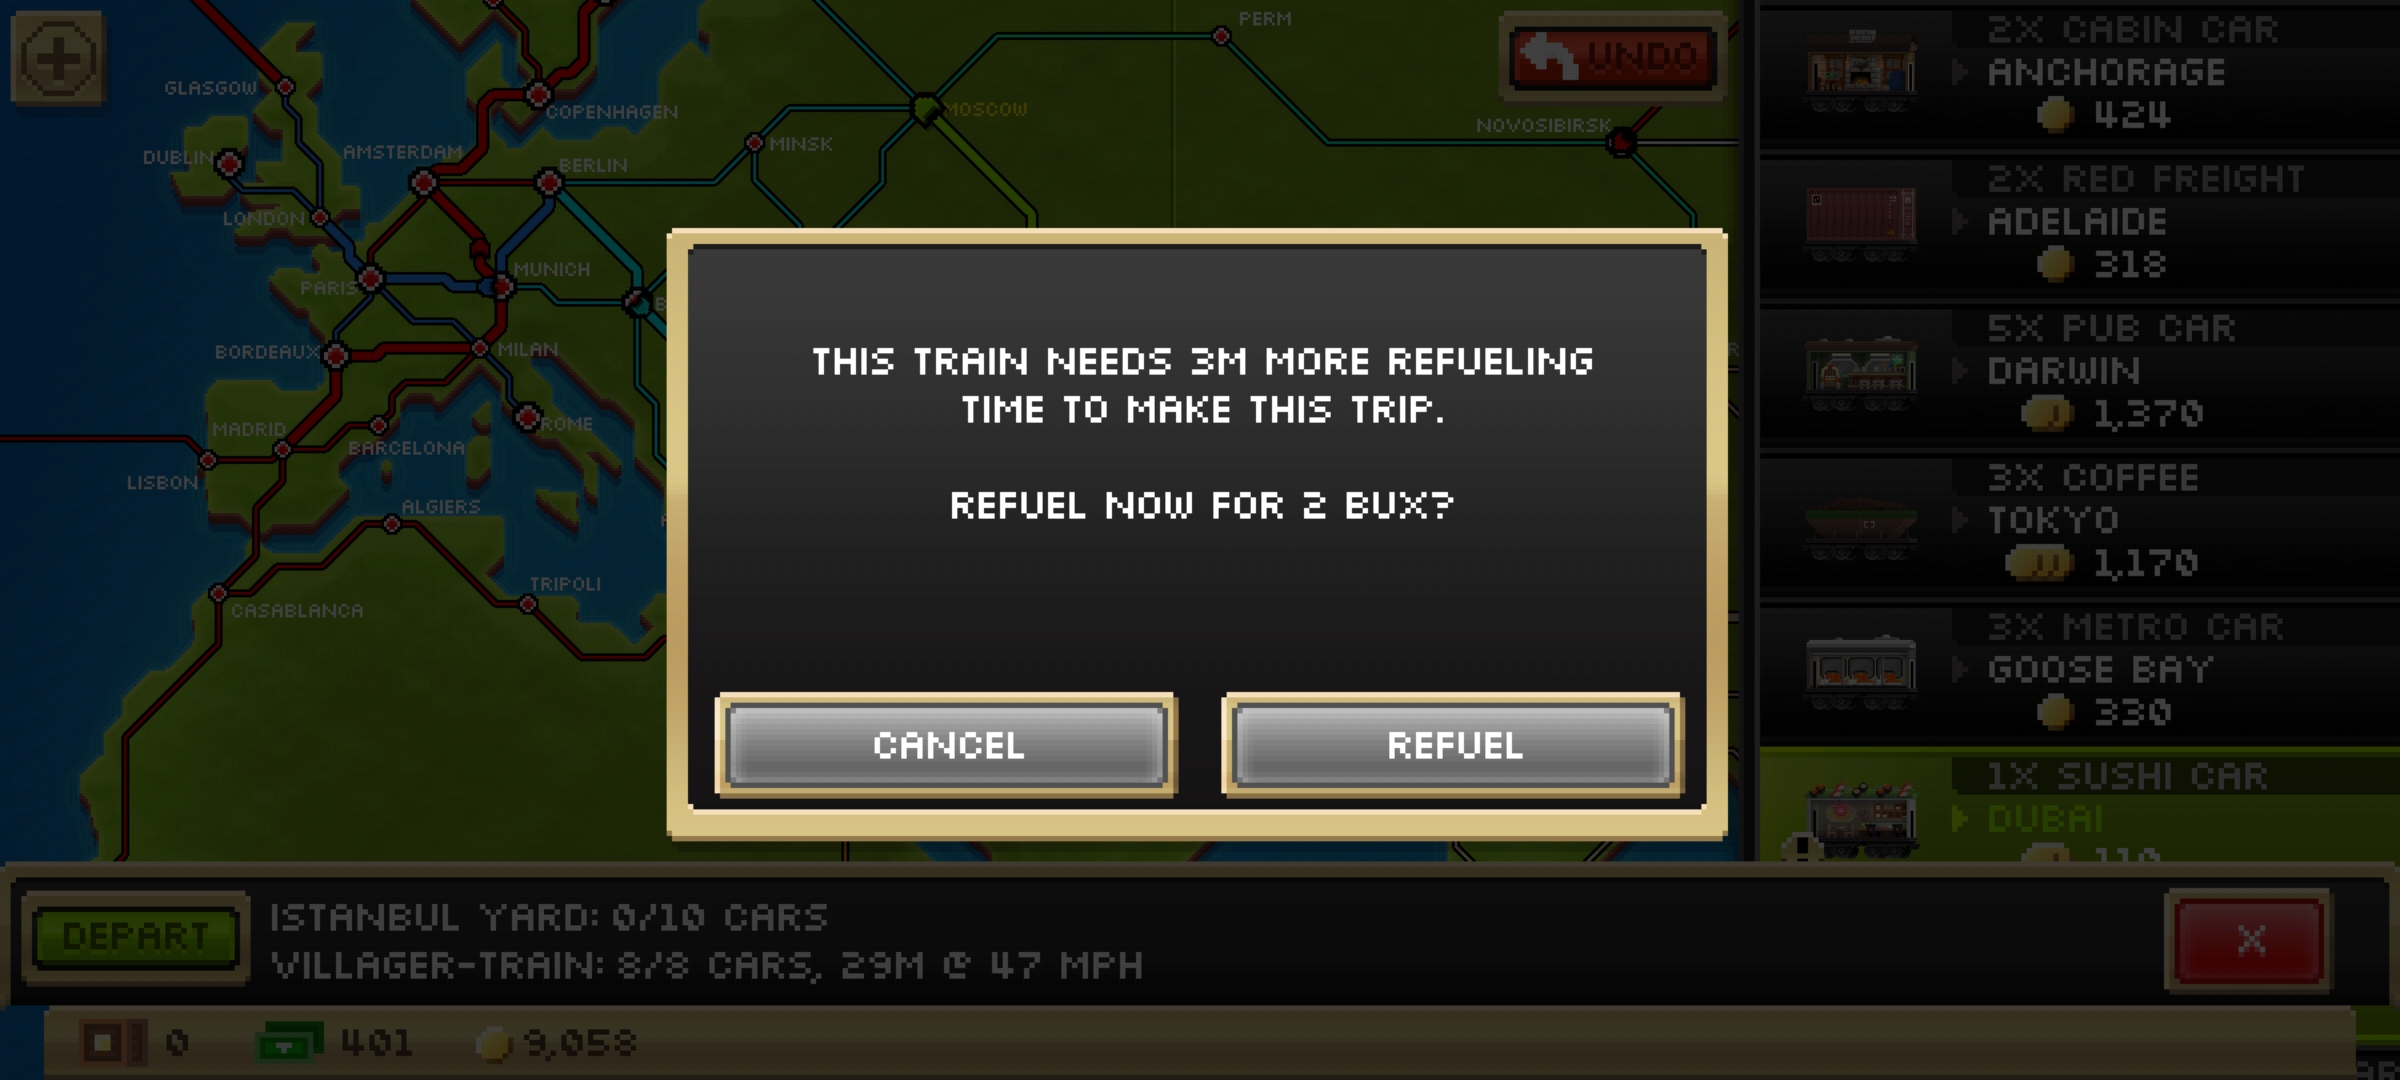 PERM
UNDO
GLASGOW
COPENHAGEN
MOSCOW
NOVOSIBIRSK
MINSK
DUBLIN
AMSTERDAM
BERLIN
LONDON
MUNICH
PARIS
BORDEAUX
MILAN
MADRID
BARCELONA
ROME
LISBON
ALGIERS
TRIPOLI
CASABLANCA
THIS TRAIN NEEDS 3M MORE REFUELING
TIME TO MAKE THIS TRIP.
REFUEL NOW FOR 2 BUX?
CANCEL
REFUEL
2X CABIN CAR
ANCHORAGE
424
2X RED FREIGHT
ADELAIDE
318
5X PUB CAR
DARWIN
1,370
3X COFFEE
TOKYO
1,170
3X METRO CAR
GOOSE BAY
330
1X SUSHI CAR
DUBAI
110
DEPART
ISTANBUL YARD: 0/10 CARS
VILLAGER-TRAIN: 8/8 CARS, 29M @ 47 MPH
X
0
401
9,058